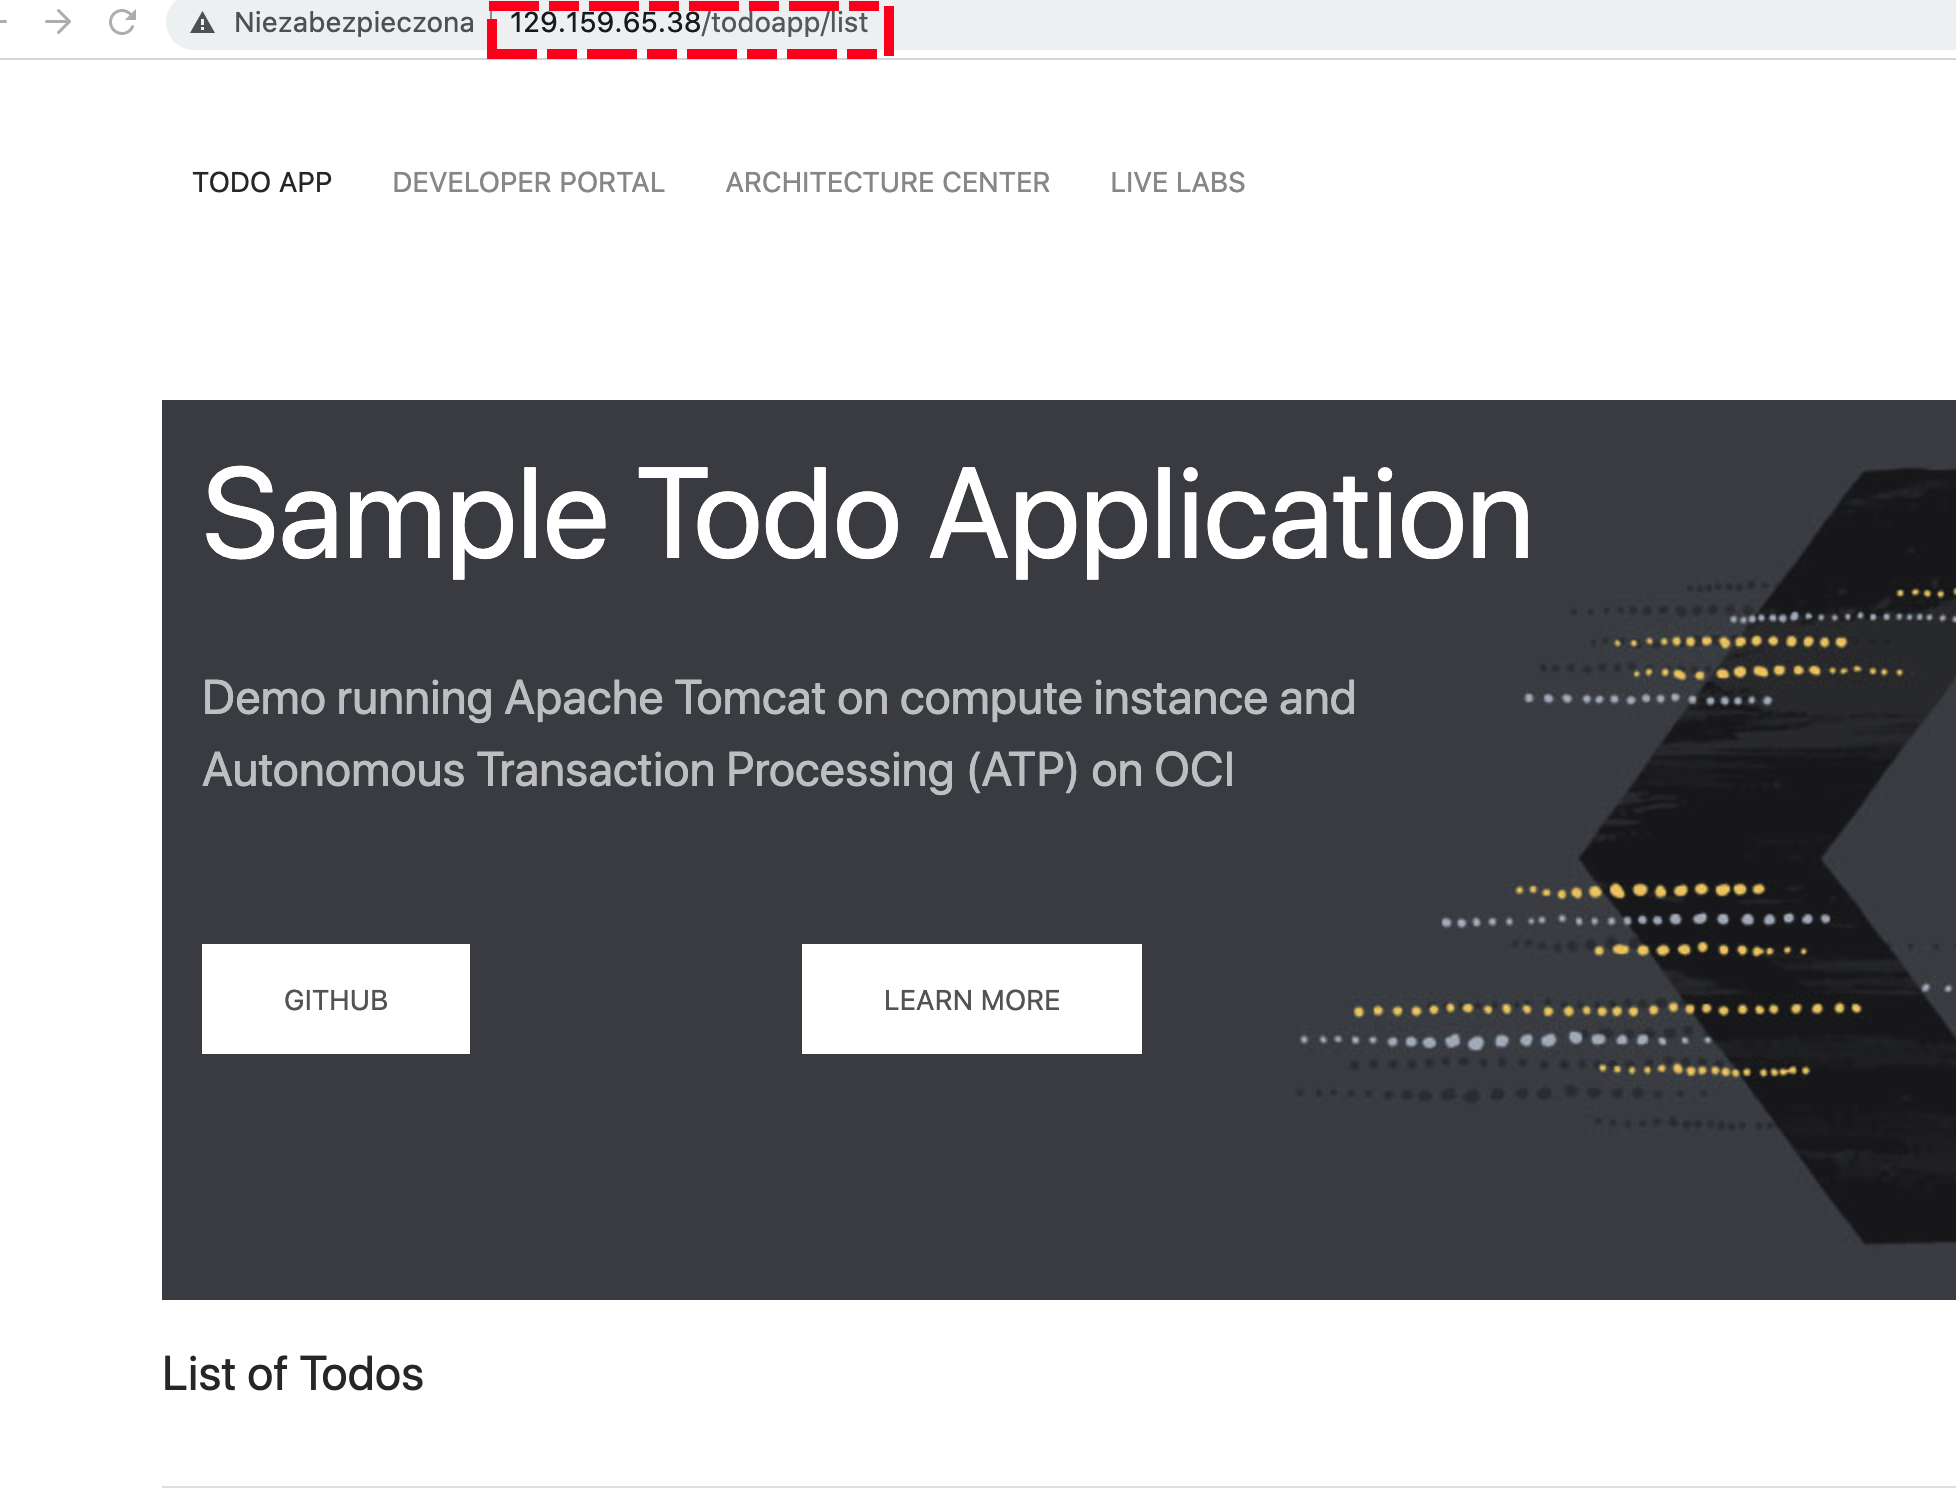 Niezabezpieczona 129.159.65.38/todoapp/list
TODO APP DEVELOPER PORTAL ARCHITECTURE CENTER LIVE LABS
Sample Todo Application
Demo running Apache Tomcat on compute instance and
Autonomous Transaction Processing (ATP) on OCI
GITHUB LEARN MORE
List of Todos